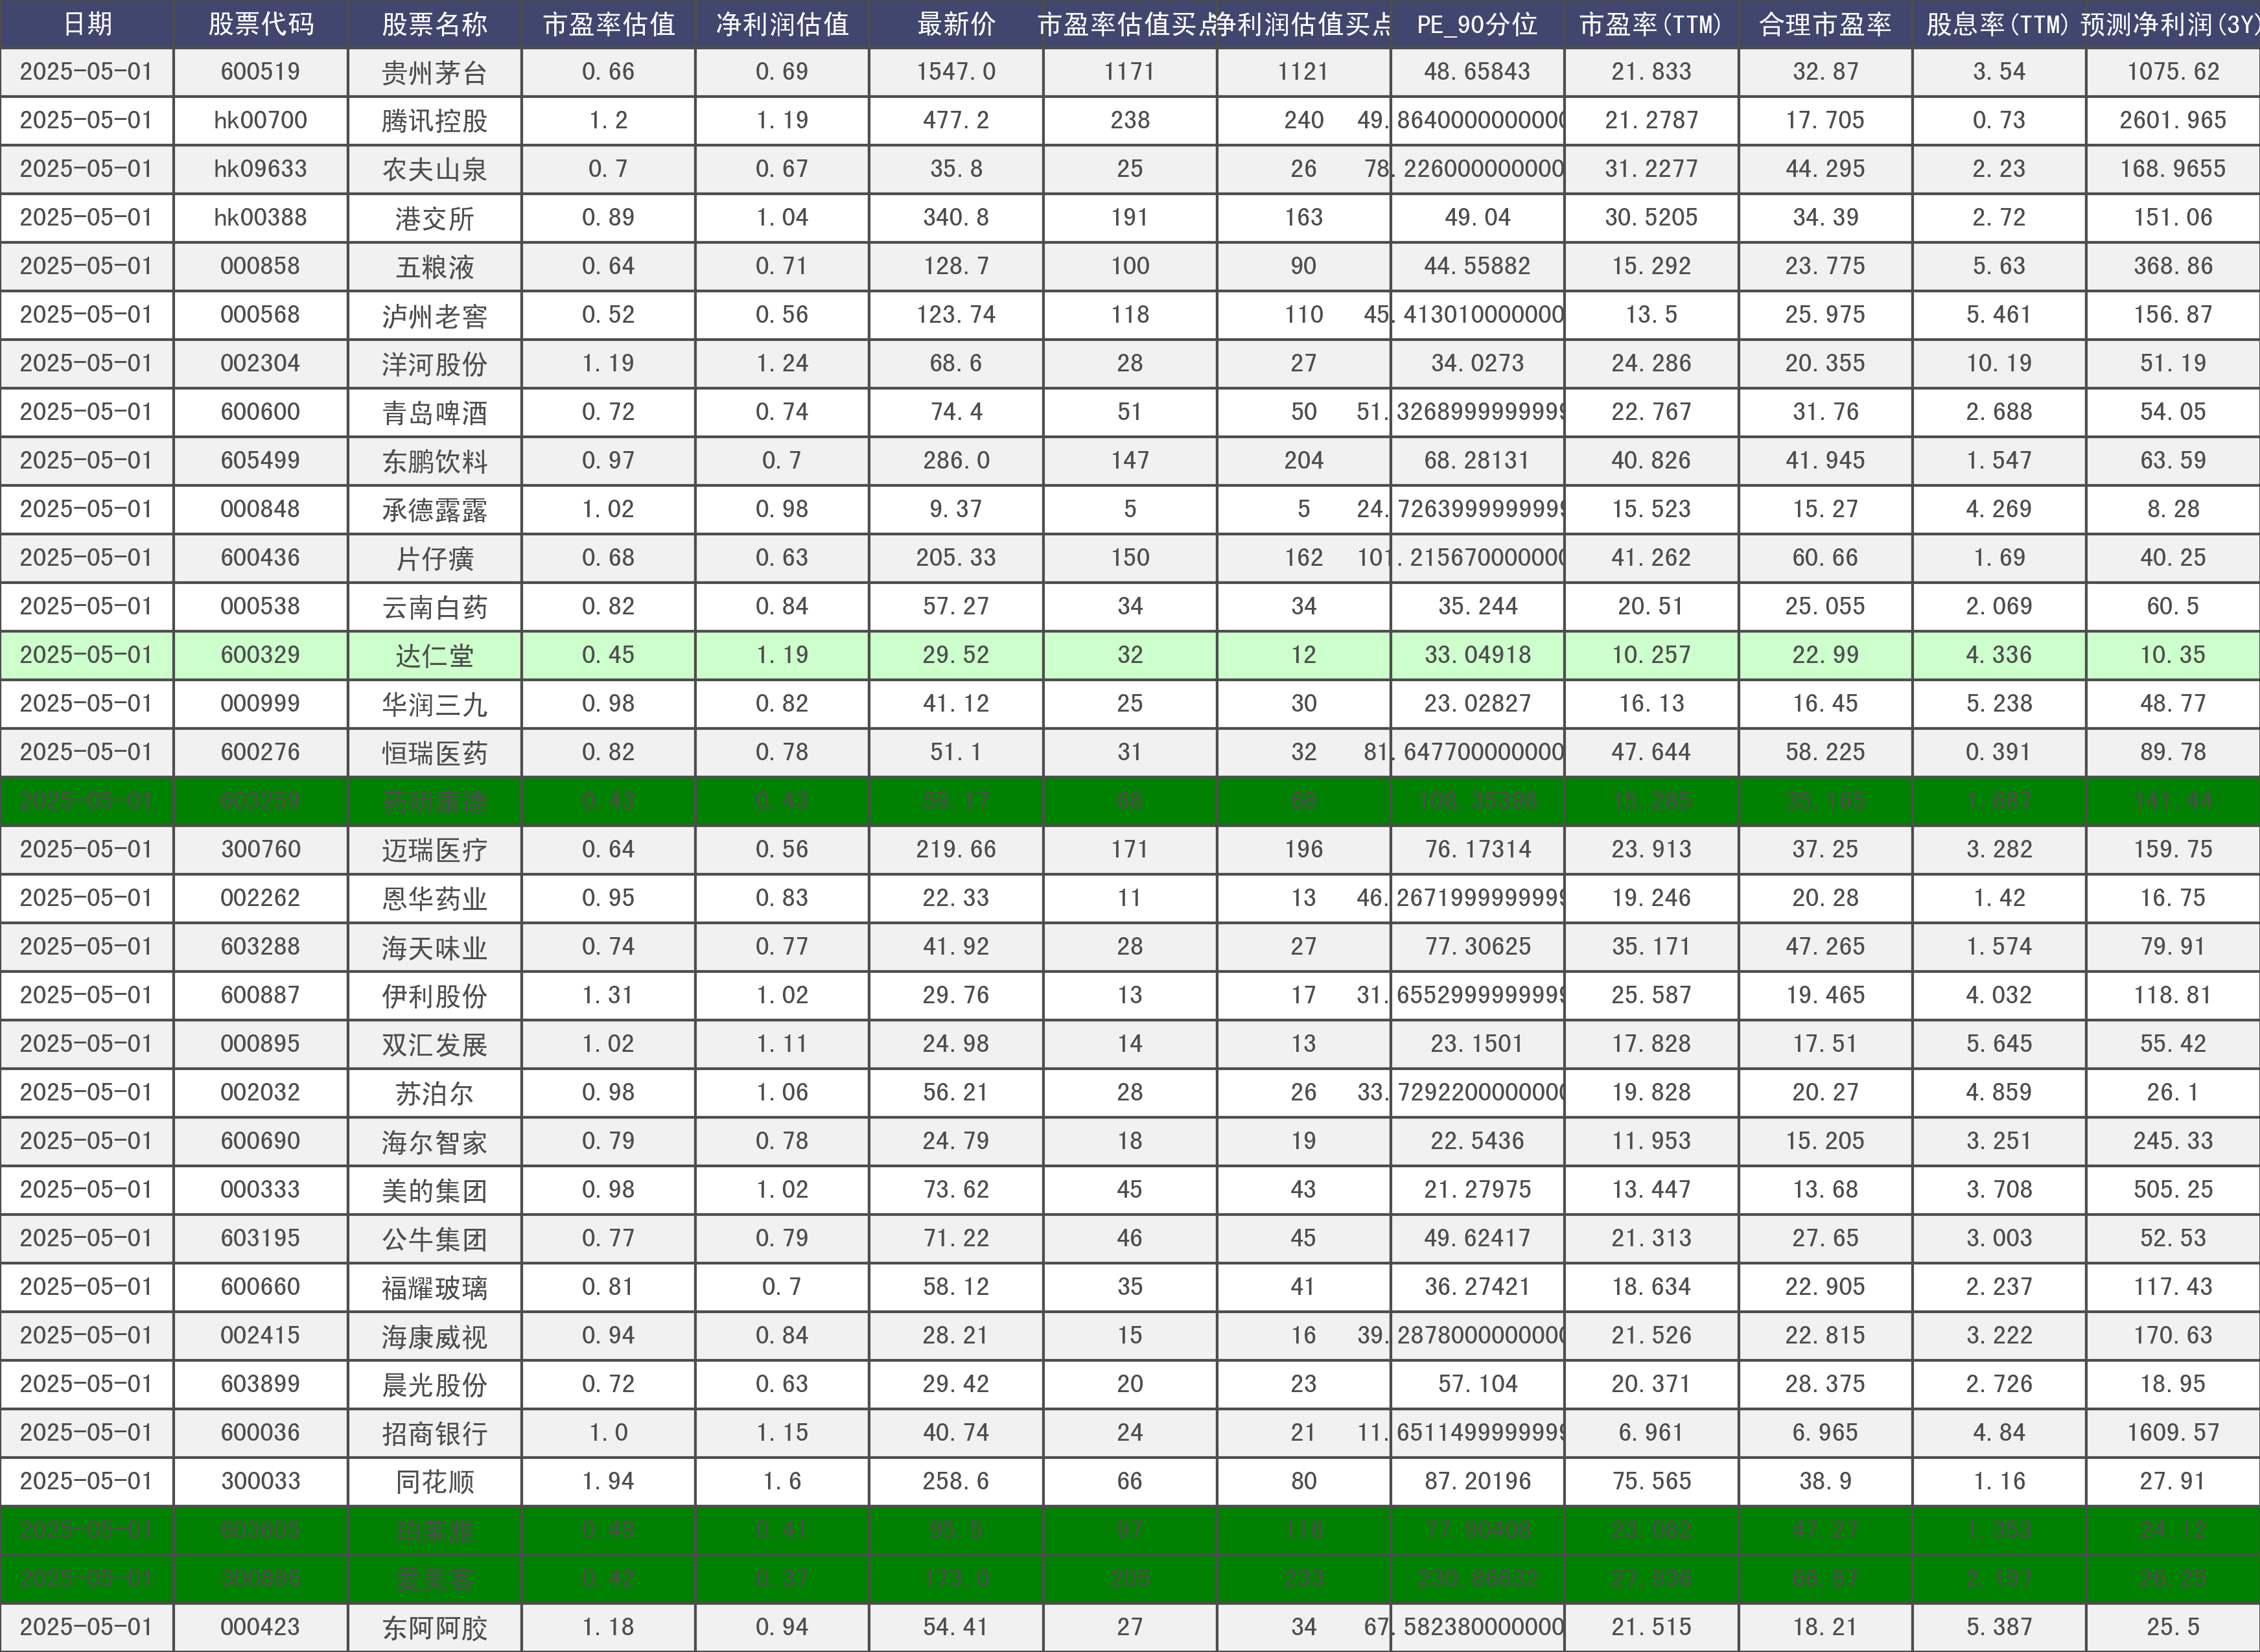 日期 股票代码 股票名称 市盈率估值 净利润估值 最新价 市盈率估值买点 净利润估值买点 PE_90分位 市盈率(TTM) 合理市盈率 股息率(TTM) 预测净利润(3Y)
2025-05-01 600519 贵州茅台 0.66 0.69 1547.0 1171 1121 48.65843 21.833 32.87 3.54 1075.62
2025-05-01 hk00700 腾讯控股 1.2 1.19 477.2 238 240 49.8640000000000 21.2787 17.705 0.73 2601.965
2025-05-01 hk09633 农夫山泉 0.7 0.67 35.8 25 26 78.226000000000 31.2277 44.295 2.23 168.9655
2025-05-01 hk00388 港交所 0.89 1.04 340.8 191 163 49.04 30.5205 34.39 2.72 151.06
2025-05-01 000858 五粮液 0.64 0.71 128.7 100 90 44.55882 15.292 23.775 5.63 368.86
2025-05-01 000568 泸州老窖 0.52 0.56 123.74 118 110 45.413010000000 13.5 25.975 5.461 156.87
2025-05-01 002304 洋河股份 1.19 1.24 68.6 28 27 34.0273 24.286 20.355 10.19 51.19
2025-05-01 600600 青岛啤酒 0.72 0.74 74.4 51 50 51.3268999999999 22.767 31.76 2.688 54.05
2025-05-01 605499 东鹏饮料 0.97 0.7 286.0 147 204 68.28131 40.826 41.945 1.547 63.59
2025-05-01 000848 承德露露 1.02 0.98 9.37 5 5 24.7263999999999 15.523 15.27 4.269 8.28
2025-05-01 600436 片仔癀 0.68 0.63 205.33 150 162 101.215670000000 41.262 60.66 1.69 40.25
2025-05-01 000538 云南白药 0.82 0.84 57.27 34 34 35.244 20.51 25.055 2.069 60.5
2025-05-01 600329 达仁堂 0.45 1.19 29.52 32 12 33.04918 10.257 22.99 4.336 10.35
2025-05-01 000999 华润三九 0.98 0.82 41.12 25 30 23.02827 16.13 16.45 5.238 48.77
2025-05-01 600276 恒瑞医药 0.82 0.78 51.1 31 32 81.647700000000 47.644 58.225 0.391 89.78
2025-05-01 603259 药明康德 0.43 0.43 59.17 68 68 108.35398 15.285 35.165 1.687 141.44
2025-05-01 300760 迈瑞医疗 0.64 0.56 219.66 171 196 76.17314 23.913 37.25 3.282 159.75
2025-05-01 002262 恩华药业 0.95 0.83 22.33 11 13 46.2671999999999 19.246 20.28 1.42 16.75
2025-05-01 603288 海天味业 0.74 0.77 41.92 28 27 77.30625 35.171 47.265 1.574 79.91
2025-05-01 600887 伊利股份 1.31 1.02 29.76 13 17 31.6552999999999 25.587 19.465 4.032 118.81
2025-05-01 000895 双汇发展 1.02 1.11 24.98 14 13 23.1501 17.828 17.51 5.645 55.42
2025-05-01 002032 苏泊尔 0.98 1.06 56.21 28 26 33.7292200000000 19.828 20.27 4.859 26.1
2025-05-01 600690 海尔智家 0.79 0.78 24.79 18 19 22.5436 11.953 15.205 3.251 245.33
2025-05-01 000333 美的集团 0.98 1.02 73.62 45 43 21.27975 13.447 13.68 3.708 505.25
2025-05-01 603195 公牛集团 0.77 0.79 71.22 46 45 49.62417 21.313 27.65 3.003 52.53
2025-05-01 600660 福耀玻璃 0.81 0.7 58.12 35 41 36.27421 18.634 22.905 2.237 117.43
2025-05-01 002415 海康威视 0.94 0.84 28.21 15 16 39.2878000000000 21.526 22.815 3.222 170.63
2025-05-01 603899 晨光股份 0.72 0.63 29.42 20 23 57.104 20.371 28.375 2.726 18.95
2025-05-01 600036 招商银行 1.0 1.15 40.74 24 21 11.6511499999999 6.961 6.965 4.84 1609.57
2025-05-01 300033 同花顺 1.94 1.6 258.6 66 80 87.20196 75.565 38.9 1.16 27.91
2025-05-01 603605 珀莱雅 0.49 0.41 95.5 97 116 77.90408 23.082 47.27 1.353 24.12
2025-05-01 300896 爱美客 0.42 0.37 173.0 205 233 230.86632 27.936 66.87 2.197 26.25
2025-05-01 000423 东阿阿胶 1.18 0.94 54.41 27 34 67.582380000000 21.515 18.21 5.387 25.5